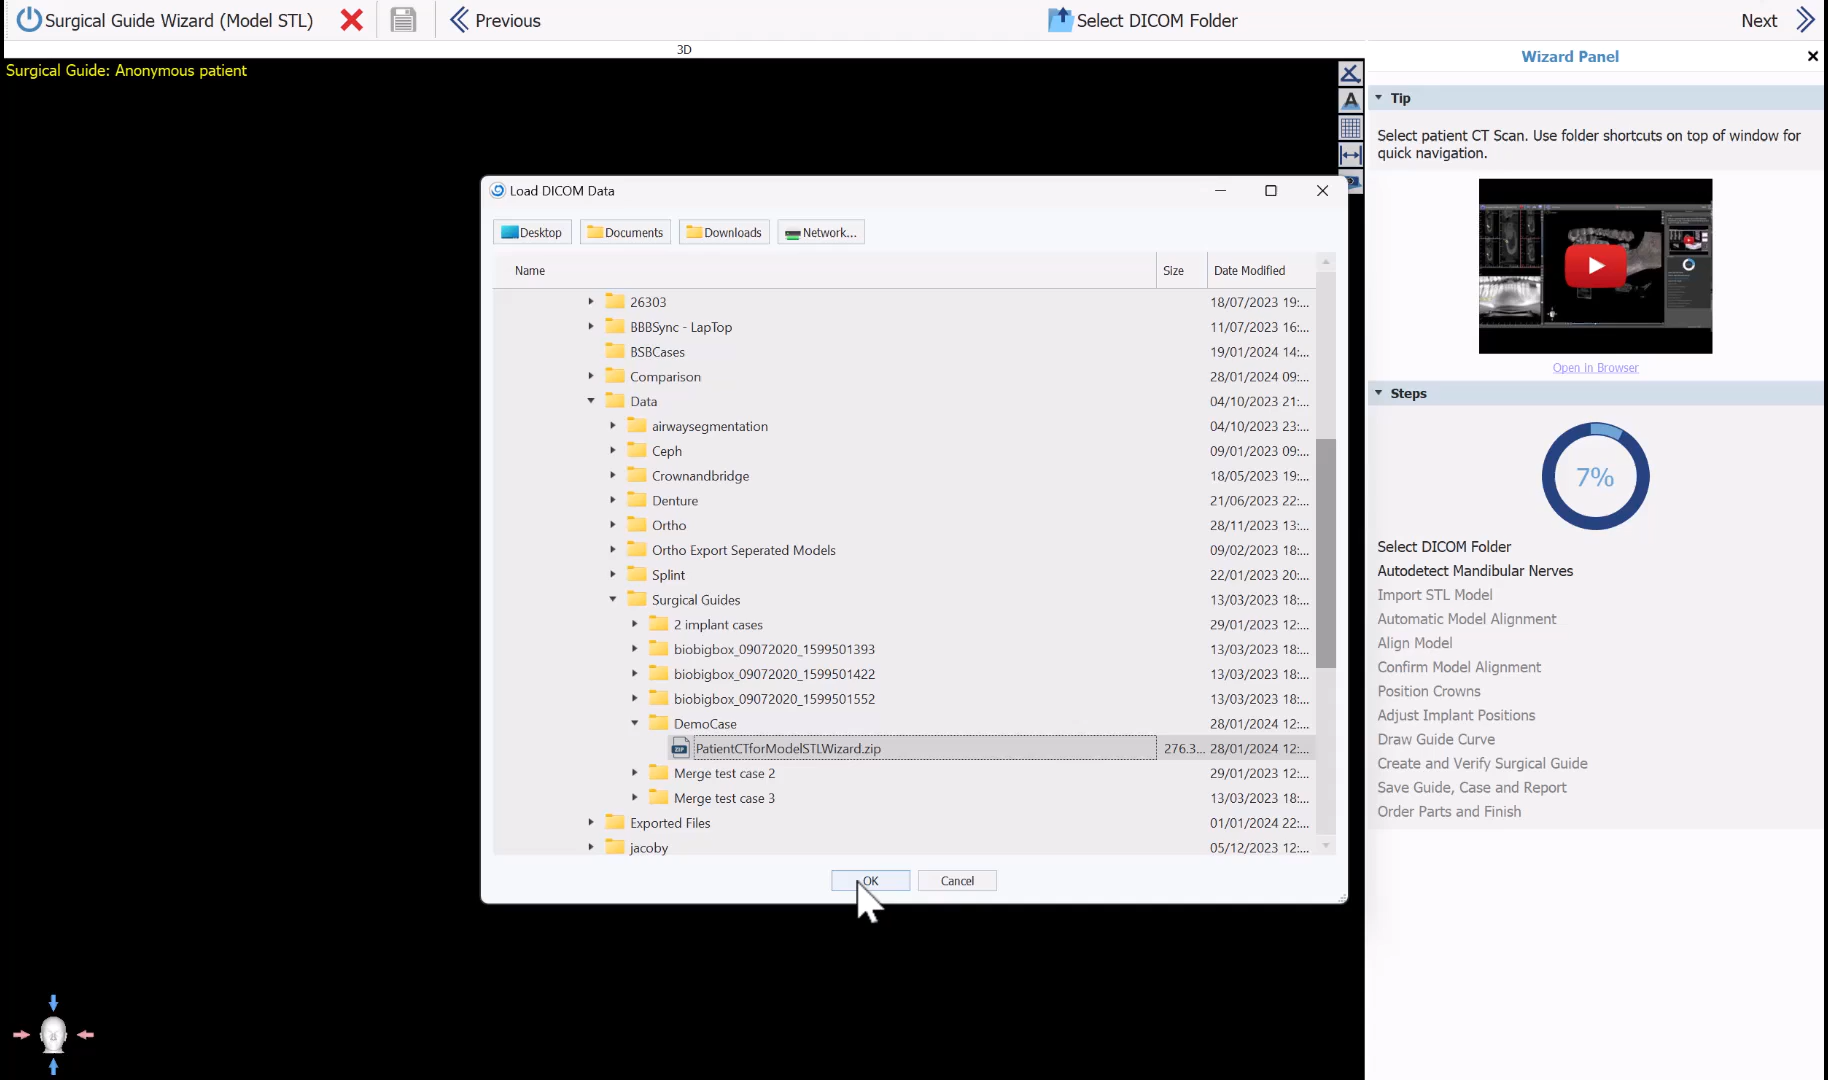 Surgical Guide Wizard (Model STL)
Previous
Select DICOM Folder
Next
3D
Surgical Guide: Anonymous patient
A
Wizard Panel
Tip
Select patient CT Scan. Use folder shortcuts on top of window for
quick navigation.
Open in Browser
Steps
7%
Select DICOM Folder
Autodetect Mandibular Nerves
Import STL Model
Automatic Model Alignment
Align Model
Confirm Model Alignment
Position Crowns
Adjust Implant Positions
Draw Guide Curve
Create and Verify Surgical Guide
Save Guide, Case and Report
Order Parts and Finish
Load DICOM Data
Desktop Documents Downloads Network...
Name Size Date Modified
26303 18/07/2023 19:...
BBBSync - LapTop 11/07/2023 16:...
BSBCases 19/01/2024 14:...
Comparison 28/01/2024 09:...
Data 04/10/2023 21:...
airwaysegmentation 04/10/2023 23:...
Ceph 09/01/2023 09:...
Crownandbridge 18/05/2023 19:...
Denture 21/06/2023 22:...
Ortho 28/11/2023 13:...
Ortho Export Seperated Models 09/02/2023 18:...
Splint 22/01/2023 20:...
Surgical Guides 13/03/2023 18:...
2 implant cases 29/01/2023 12:...
biobigbox_09072020_1599501393 13/03/2023 18:...
biobigbox_09072020_1599501422 13/03/2023 18:...
biobigbox_09072020_1599501552 13/03/2023 18:...
DemoCase 28/01/2024 12:...
ZIP PatientCTforModelSTLWizard.zip 276.3... 28/01/2024 12:...
Merge test case 2 29/01/2023 12:...
Merge test case 3 13/03/2023 18:...
Exported Files 01/01/2024 22:...
jacoby 05/12/2023 12:...
OK Cancel